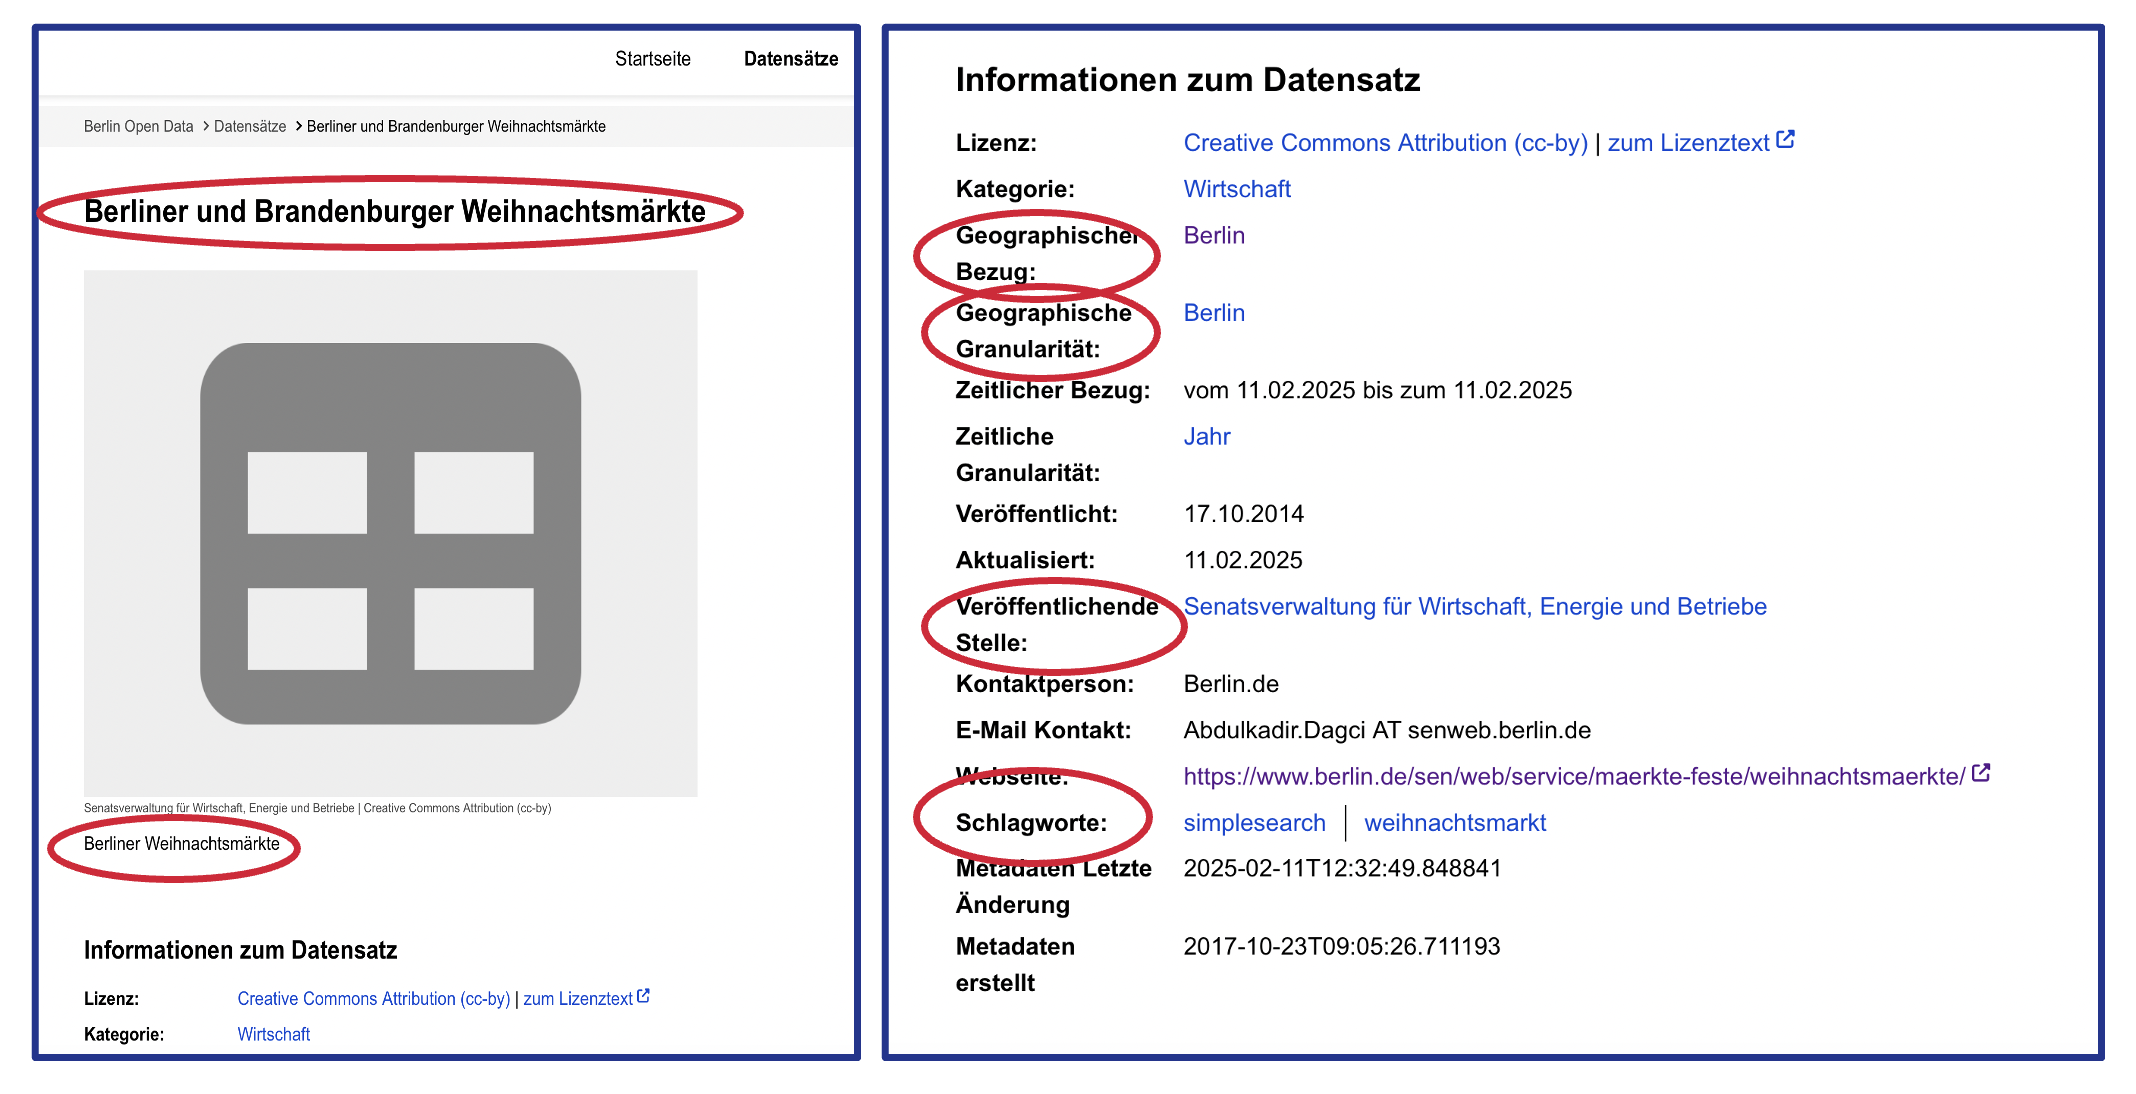 Startseite Datensätze
Berlin Open Data > Datensätze > Berliner und Brandenburger Weihnachtsmärkte
Berliner und Brandenburger Weihnachtsmärkte
Senatsverwaltung für Wirtschaft, Energie und Betriebe | Creative Commons Attribution (cc-by)
Berliner Weihnachtsmärkte
Informationen zum Datensatz
Lizenz: Creative Commons Attribution (cc-by) | zum Lizenztext
Kategorie: Wirtschaft
Informationen zum Datensatz
Lizenz: Creative Commons Attribution (cc-by) | zum Lizenztext
Kategorie: Wirtschaft
Geographischer Berlin
Bezug:
Geographische Berlin
Granularität:
Zeitlicher Bezug: vom 11.02.2025 bis zum 11.02.2025
Zeitliche Jahr
Granularität:
Veröffentlicht: 17.10.2014
Aktualisiert: 11.02.2025
Veröffentlichende Senatsverwaltung für Wirtschaft, Energie und Betriebe
Stelle:
Kontaktperson: Berlin.de
E-Mail Kontakt: Abdulkadir.Dagci AT senweb.berlin.de
Webseite: https://www.berlin.de/sen/web/service/maerkte-feste/weihnachtsmaerkte/
Schlagworte: simplesearch | weihnachtsmarkt
Metadaten Letzte 2025-02-11T12:32:49.848841
Änderung
Metadaten 2017-10-23T09:05:26.711193
erstellt